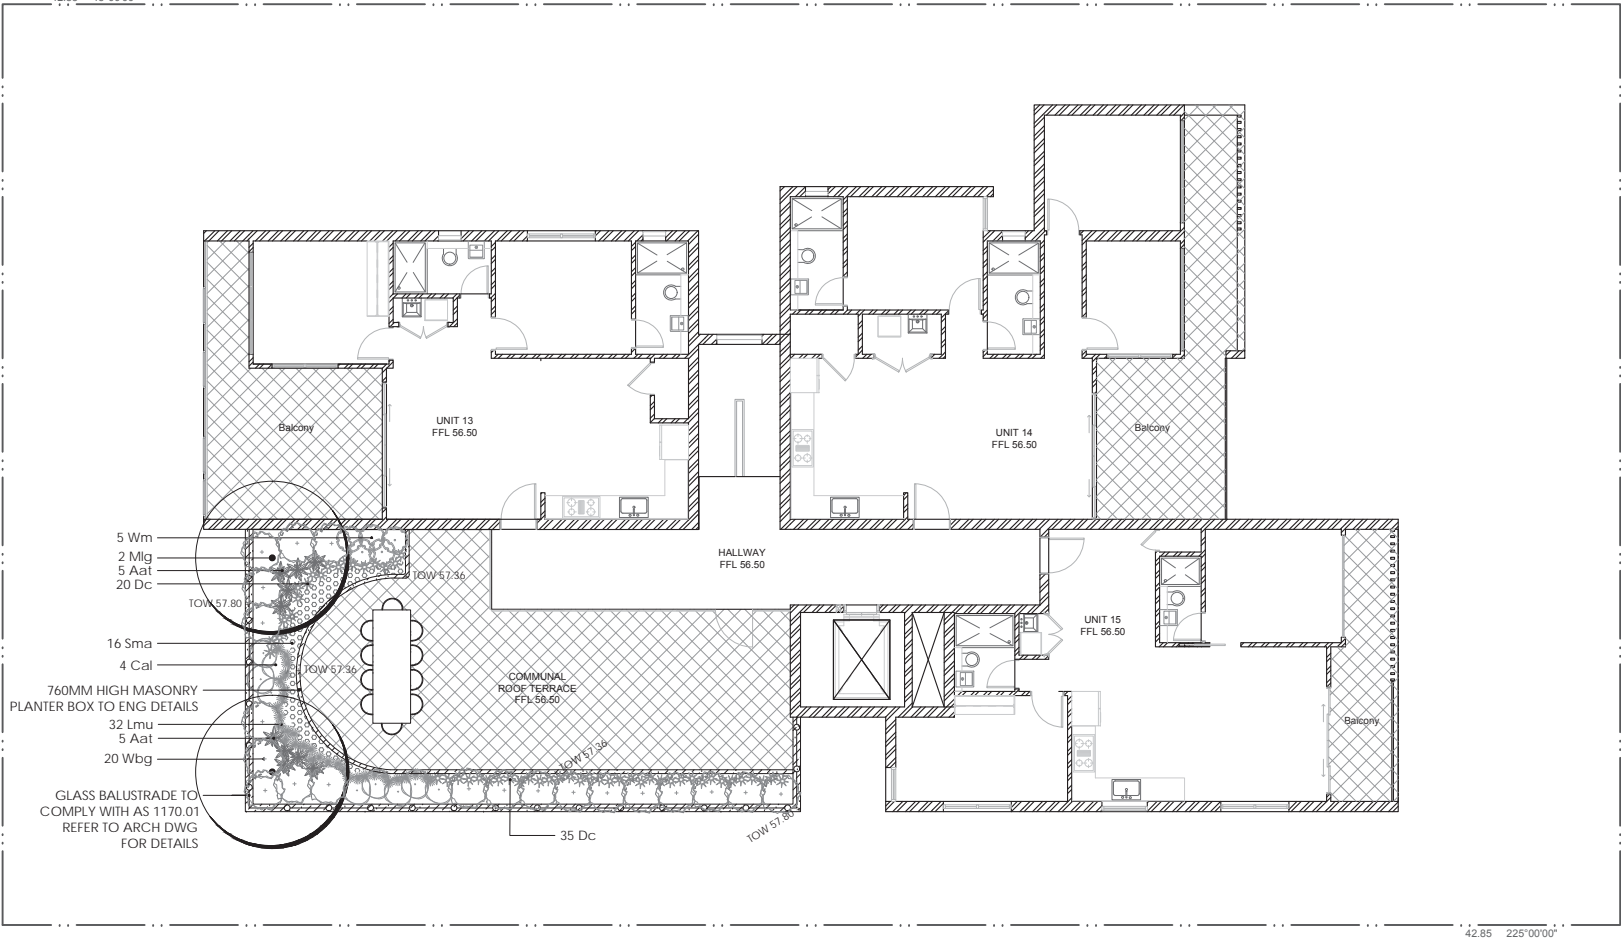 UNIT 13
FFL 56.50
Balcony
UNIT 14
FFL 56.50
Balcony
5 Wm
2 Mlg
5 Aat
20 Dc
TOW 57.80
TOW 57.36
HALLWAY
FFL 56.50
UNIT 15
FFL 56.50
16 Sma
4 Cal
TOW 57.36
760MM HIGH MASONRY
PLANTER BOX TO ENG DETAILS
COMMUNAL
ROOF TERRACE
FFL 56.50
32 Lmu
5 Aat
20 Wbg
TOW 57.36
Balcony
GLASS BALUSTRADE TO
COMPLY WITH AS 1170.01
REFER TO ARCH DWG
FOR DETAILS
35 Dc
TOW 57.80
42.85 225°00'00"